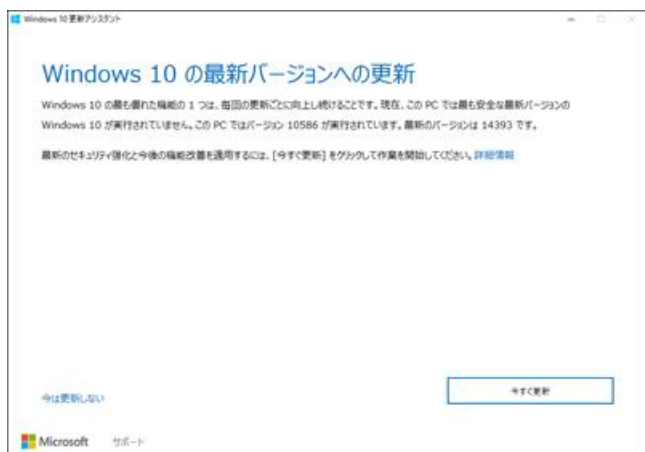 Windows 10 更新アシスタント
Windows 10 の最新バージョンへの更新
Windows 10 の最も優れた機能の 1 つは、毎回の更新ごとに向上し続けることです。現在、この PC では最も安全な最新バージョンの
Windows 10 が実行されていません。この PC ではバージョン 10586 が実行されています。最新のバージョンは 14393 です。
最新のセキュリティ強化と今後の機能改善を適用するには、[今すぐ更新] をクリックして作業を開始してください。詳細情報
今は更新しない
今すぐ更新
Microsoft サポート